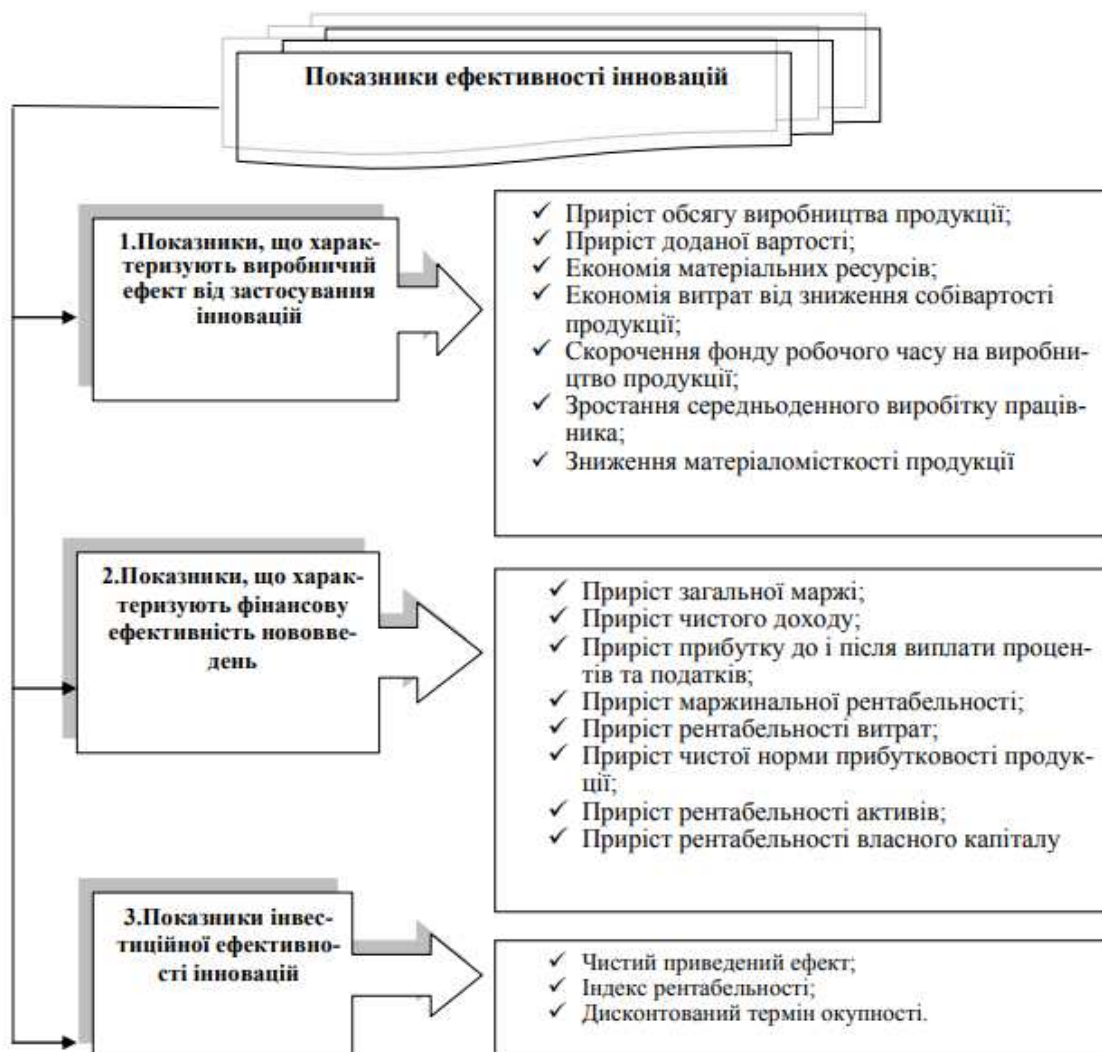 Показники ефективності інновацій
1.Показники, що харак-
теризують виробничий
ефект від застосування
інновацій
✓ Приріст обсягу виробництва продукції;
✓ Приріст доданої вартості;
✓ Економія матеріальних ресурсів;
✓ Економія витрат від зниження собівартості
продукції;
✓ Скорочення фонду робочого часу на виробни-
цтво продукції;
✓ Зростання середньоденного виробітку праців-
ника;
✓ Зниження матеріаломісткості продукції
2.Показники, що харак-
теризують фінансову
ефективність нововве-
день
✓ Приріст загальної маржі;
✓ Приріст чистого доходу;
✓ Приріст прибутку до і після виплати процен-
тів та податків;
✓ Приріст маржинальної рентабельності;
✓ Приріст рентабельності витрат;
✓ Приріст чистої норми прибутковості продук-
ції;
✓ Приріст рентабельності активів;
✓ Приріст рентабельності власного капіталу
3.Показники інвес-
тиційної ефективно-
сті інновацій
✓ Чистий приведений ефект;
✓ Індекс рентабельності;
✓ Дисконтований термін окупності.